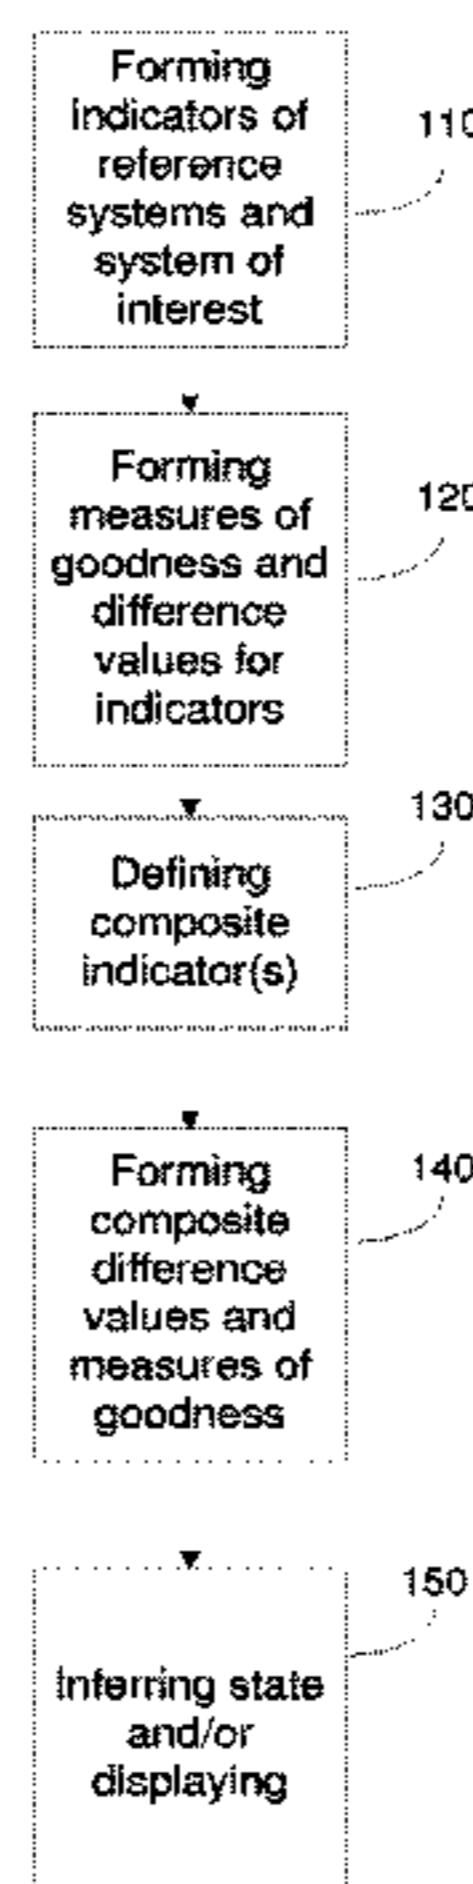 Forming
indicators of
reference
systems and
system of
interest
110
Forming
measures of
goodness and
difference
values for
indicators
120
130
Defining
composite
indicator(s)
Forming
composite
difference
values and
measures of
goodness
140
150
Inferring state
and/or
displaying